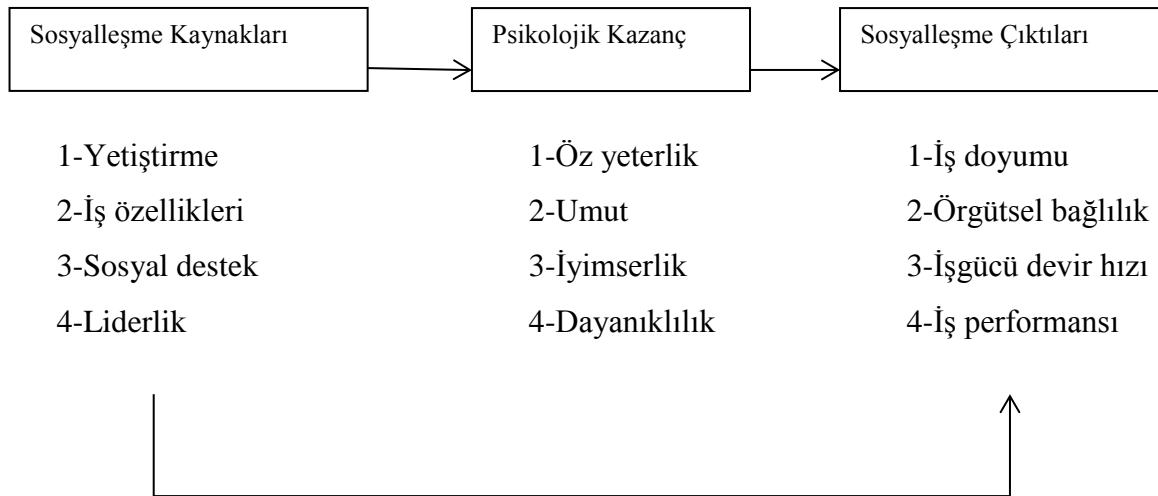 Sosyalleşme Kaynakları
Psikolojik Kazanç
Sosyalleşme Çıktıları
1-Yetiştirme
2-İş özellikleri
3-Sosyal destek
4-Liderlik
1-Öz yeterlik
2-Umut
3-İyimserlik
4-Dayanıklılık
1-İş doyumu
2-Örgütsel bağlılık
3-İşgücü devir hızı
4-İş performansı